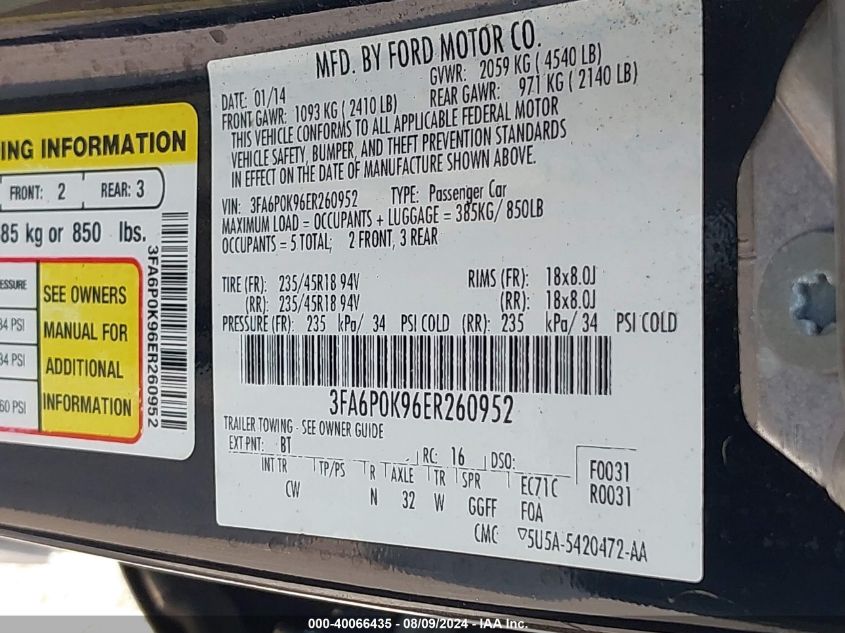 MFD. BY FORD MOTOR CO.
DATE: 01/14
GVWR: 2059 KG ( 4540 LB)
FRONT GAWR: 1093 KG ( 2410 LB)
REAR GAWR: 971 KG ( 2140 LB)
THIS VEHICLE CONFORMS TO ALL APPLICABLE FEDERAL MOTOR
VEHICLE SAFETY, BUMPER, AND THEFT PREVENTION STANDARDS
IN EFFECT ON THE DATE OF MANUFACTURE SHOWN ABOVE.
VIN: 3FA6P0K96ER260952 TYPE: Passenger Car
MAXIMUM LOAD = OCCUPANTS + LUGGAGE = 385KG/ 850LB
OCCUPANTS = 5 TOTAL; 2 FRONT, 3 REAR
TIRE (FR): 235/45R18 94V RIMS (FR): 18x8.0J
(RR): 235/45R18 94V (RR): 18x8.0J
PRESSURE (FR): 235 kPa/ 34 PSI COLD (RR): 235 kPa/ 34 PSI COLD
3FA6P0K96ER260952
TRAILER TOWING - SEE OWNER GUIDE
EXT PNT: BT RC: 16 DSO:
INT TR TP/PS R AXLE TR SPR EC71C F0031
CW N 32 W GGFF FOA R0031
CMC ▽5U5A-5420472-AA
ING INFORMATION
FRONT: 2 REAR: 3
85 kg or 850 lbs.
ESSURE
34 PSI
34 PSI
60 PSI
SEE OWNERS
MANUAL FOR
ADDITIONAL
INFORMATION
3FA6P0K96ER260952
000-40066435 - 08/09/2024 - IAA Inc.